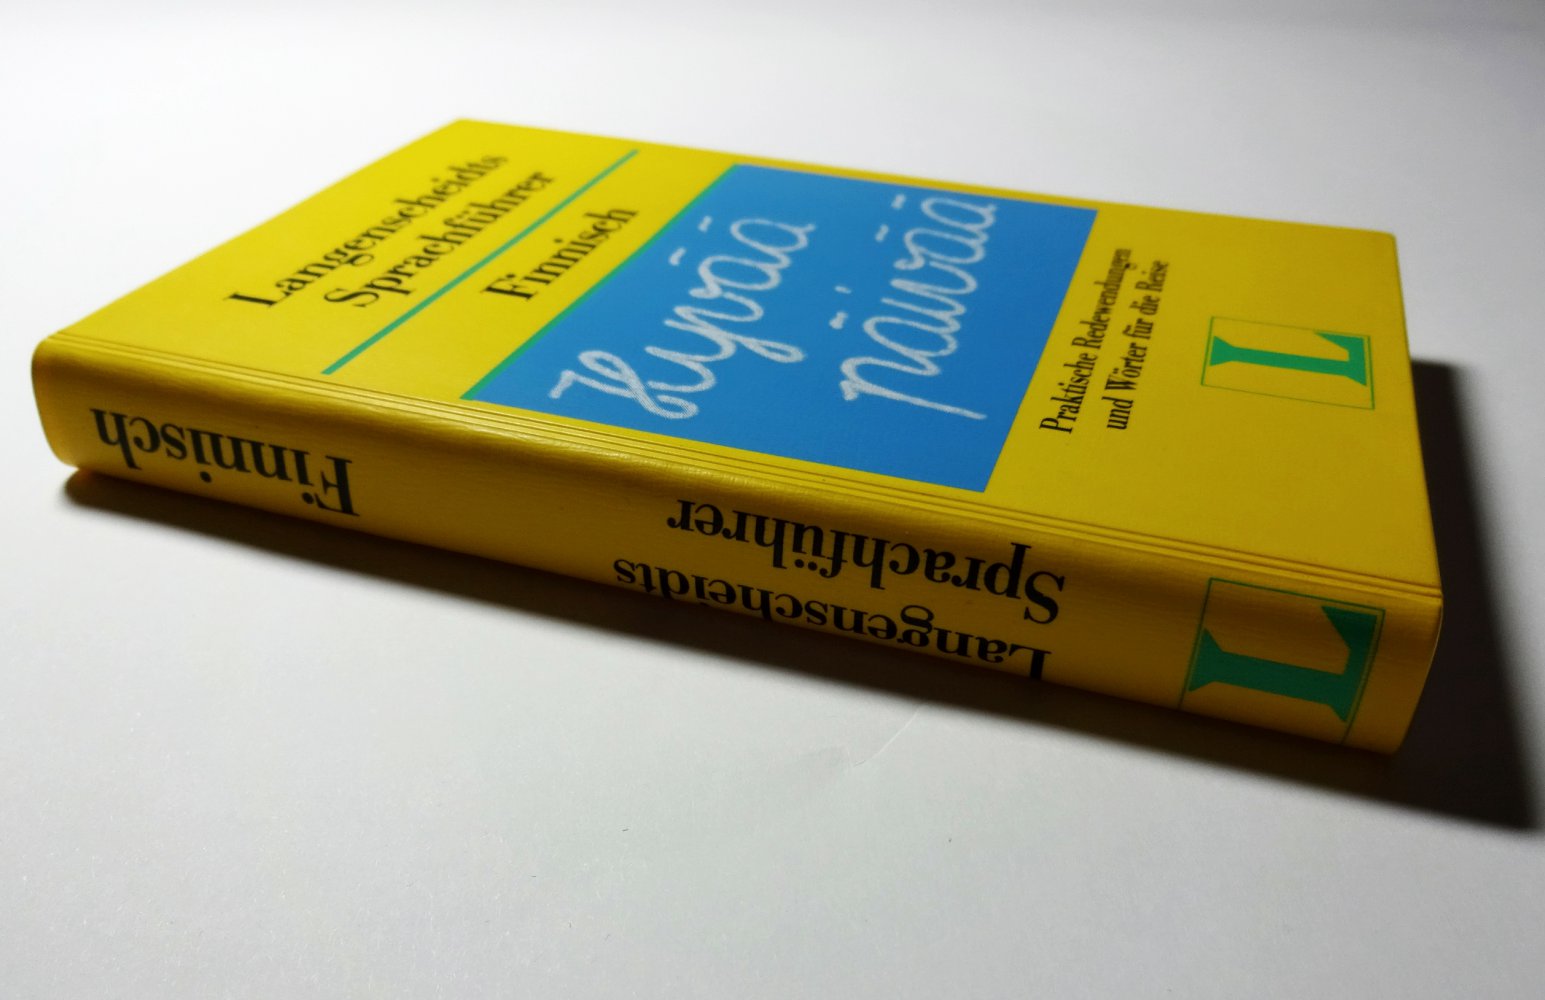 Langenscheidts
Sprachführer
Finnisch
Hyvää
päivää
Praktische Redewendungen
und Wörter für die Reise
L
Finnisch
Langenscheidts
Sprachführer
L